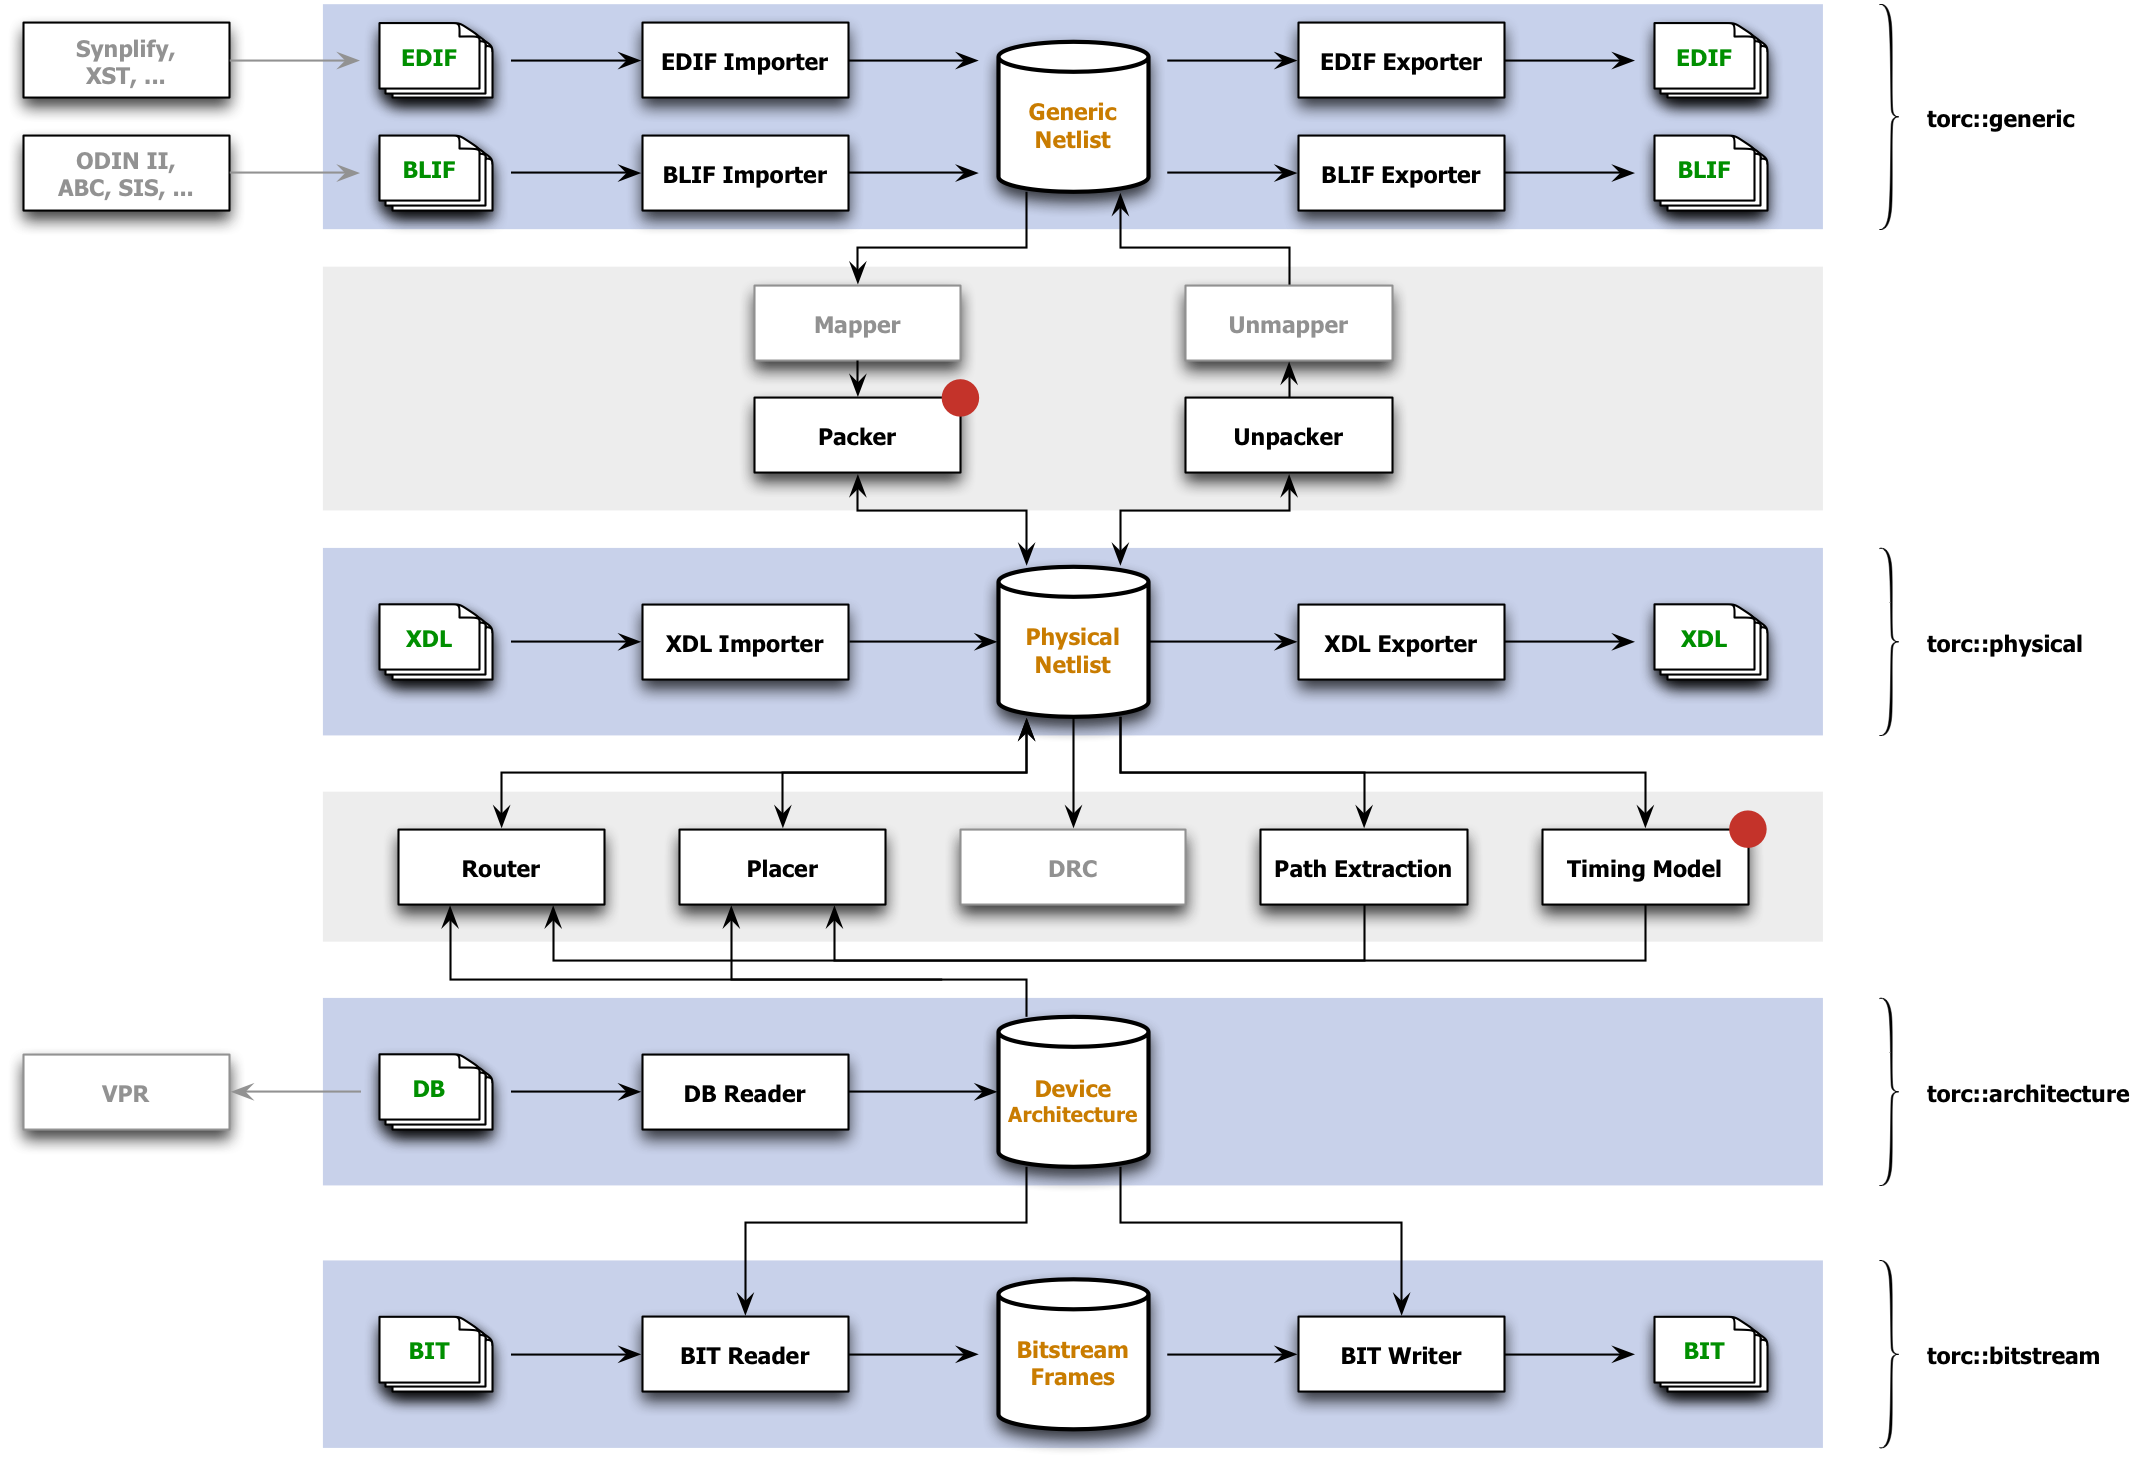 Synplify,
XST, ...
EDIF
EDIF Importer
EDIF Exporter
EDIF
Generic
Netlist
torc::generic
ODIN II,
ABC, SIS, ...
BLIF
BLIF Importer
BLIF Exporter
BLIF
Mapper
Unmapper
Packer
Unpacker
XDL
XDL Importer
Physical
Netlist
XDL Exporter
XDL
torc::physical
Router
Placer
DRC
Path Extraction
Timing Model
VPR
DB
DB Reader
Device
Architecture
torc::architecture
BIT
BIT Reader
Bitstream
Frames
BIT Writer
BIT
torc::bitstream